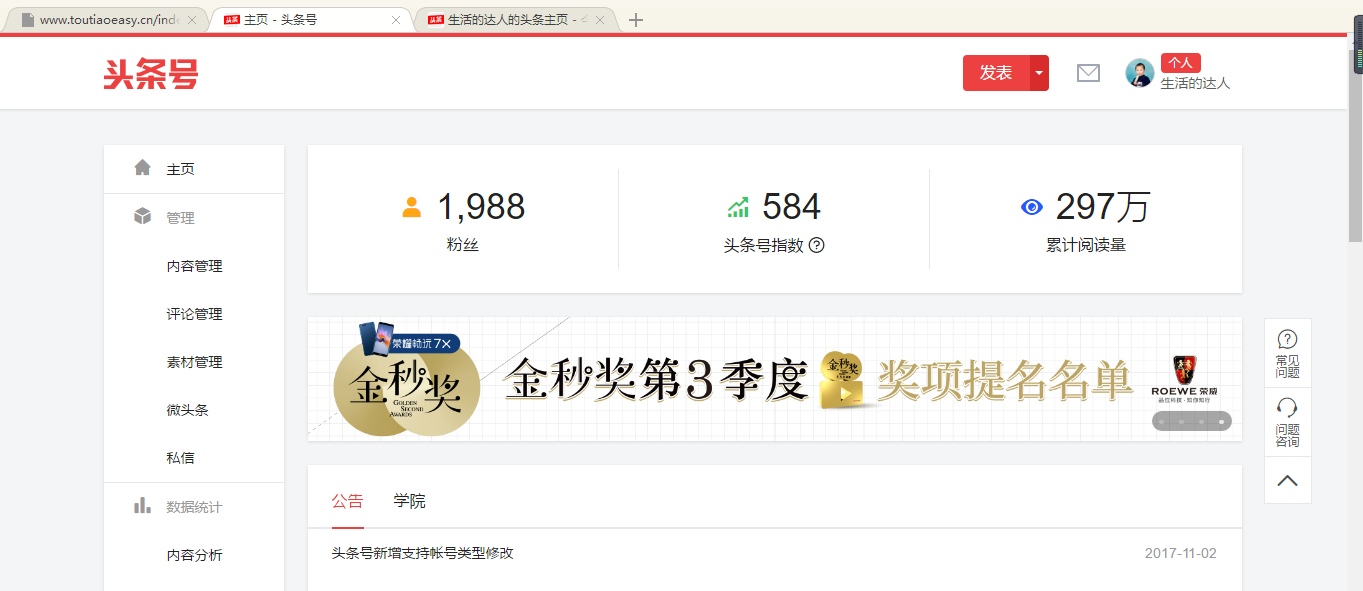 www.toutiaoeasy.cn/inde
主页 - 头条号
生活的达人的头条主页 -
头条号
发表
个人
生活的达人
主页
管理
内容管理
评论管理
素材管理
微头条
私信
数据统计
内容分析
1,988
粉丝
584
头条号指数
297万
累计阅读量
荣耀畅玩 7X
金秒奖
GOLDEN
SECOND
AWARDS
金秒奖第3季度
金秒奖
奖项提名名单
ROEWE 荣威
公告
学院
头条号新增支持帐号类型修改
2017-11-02
常见
问题
问题
咨询